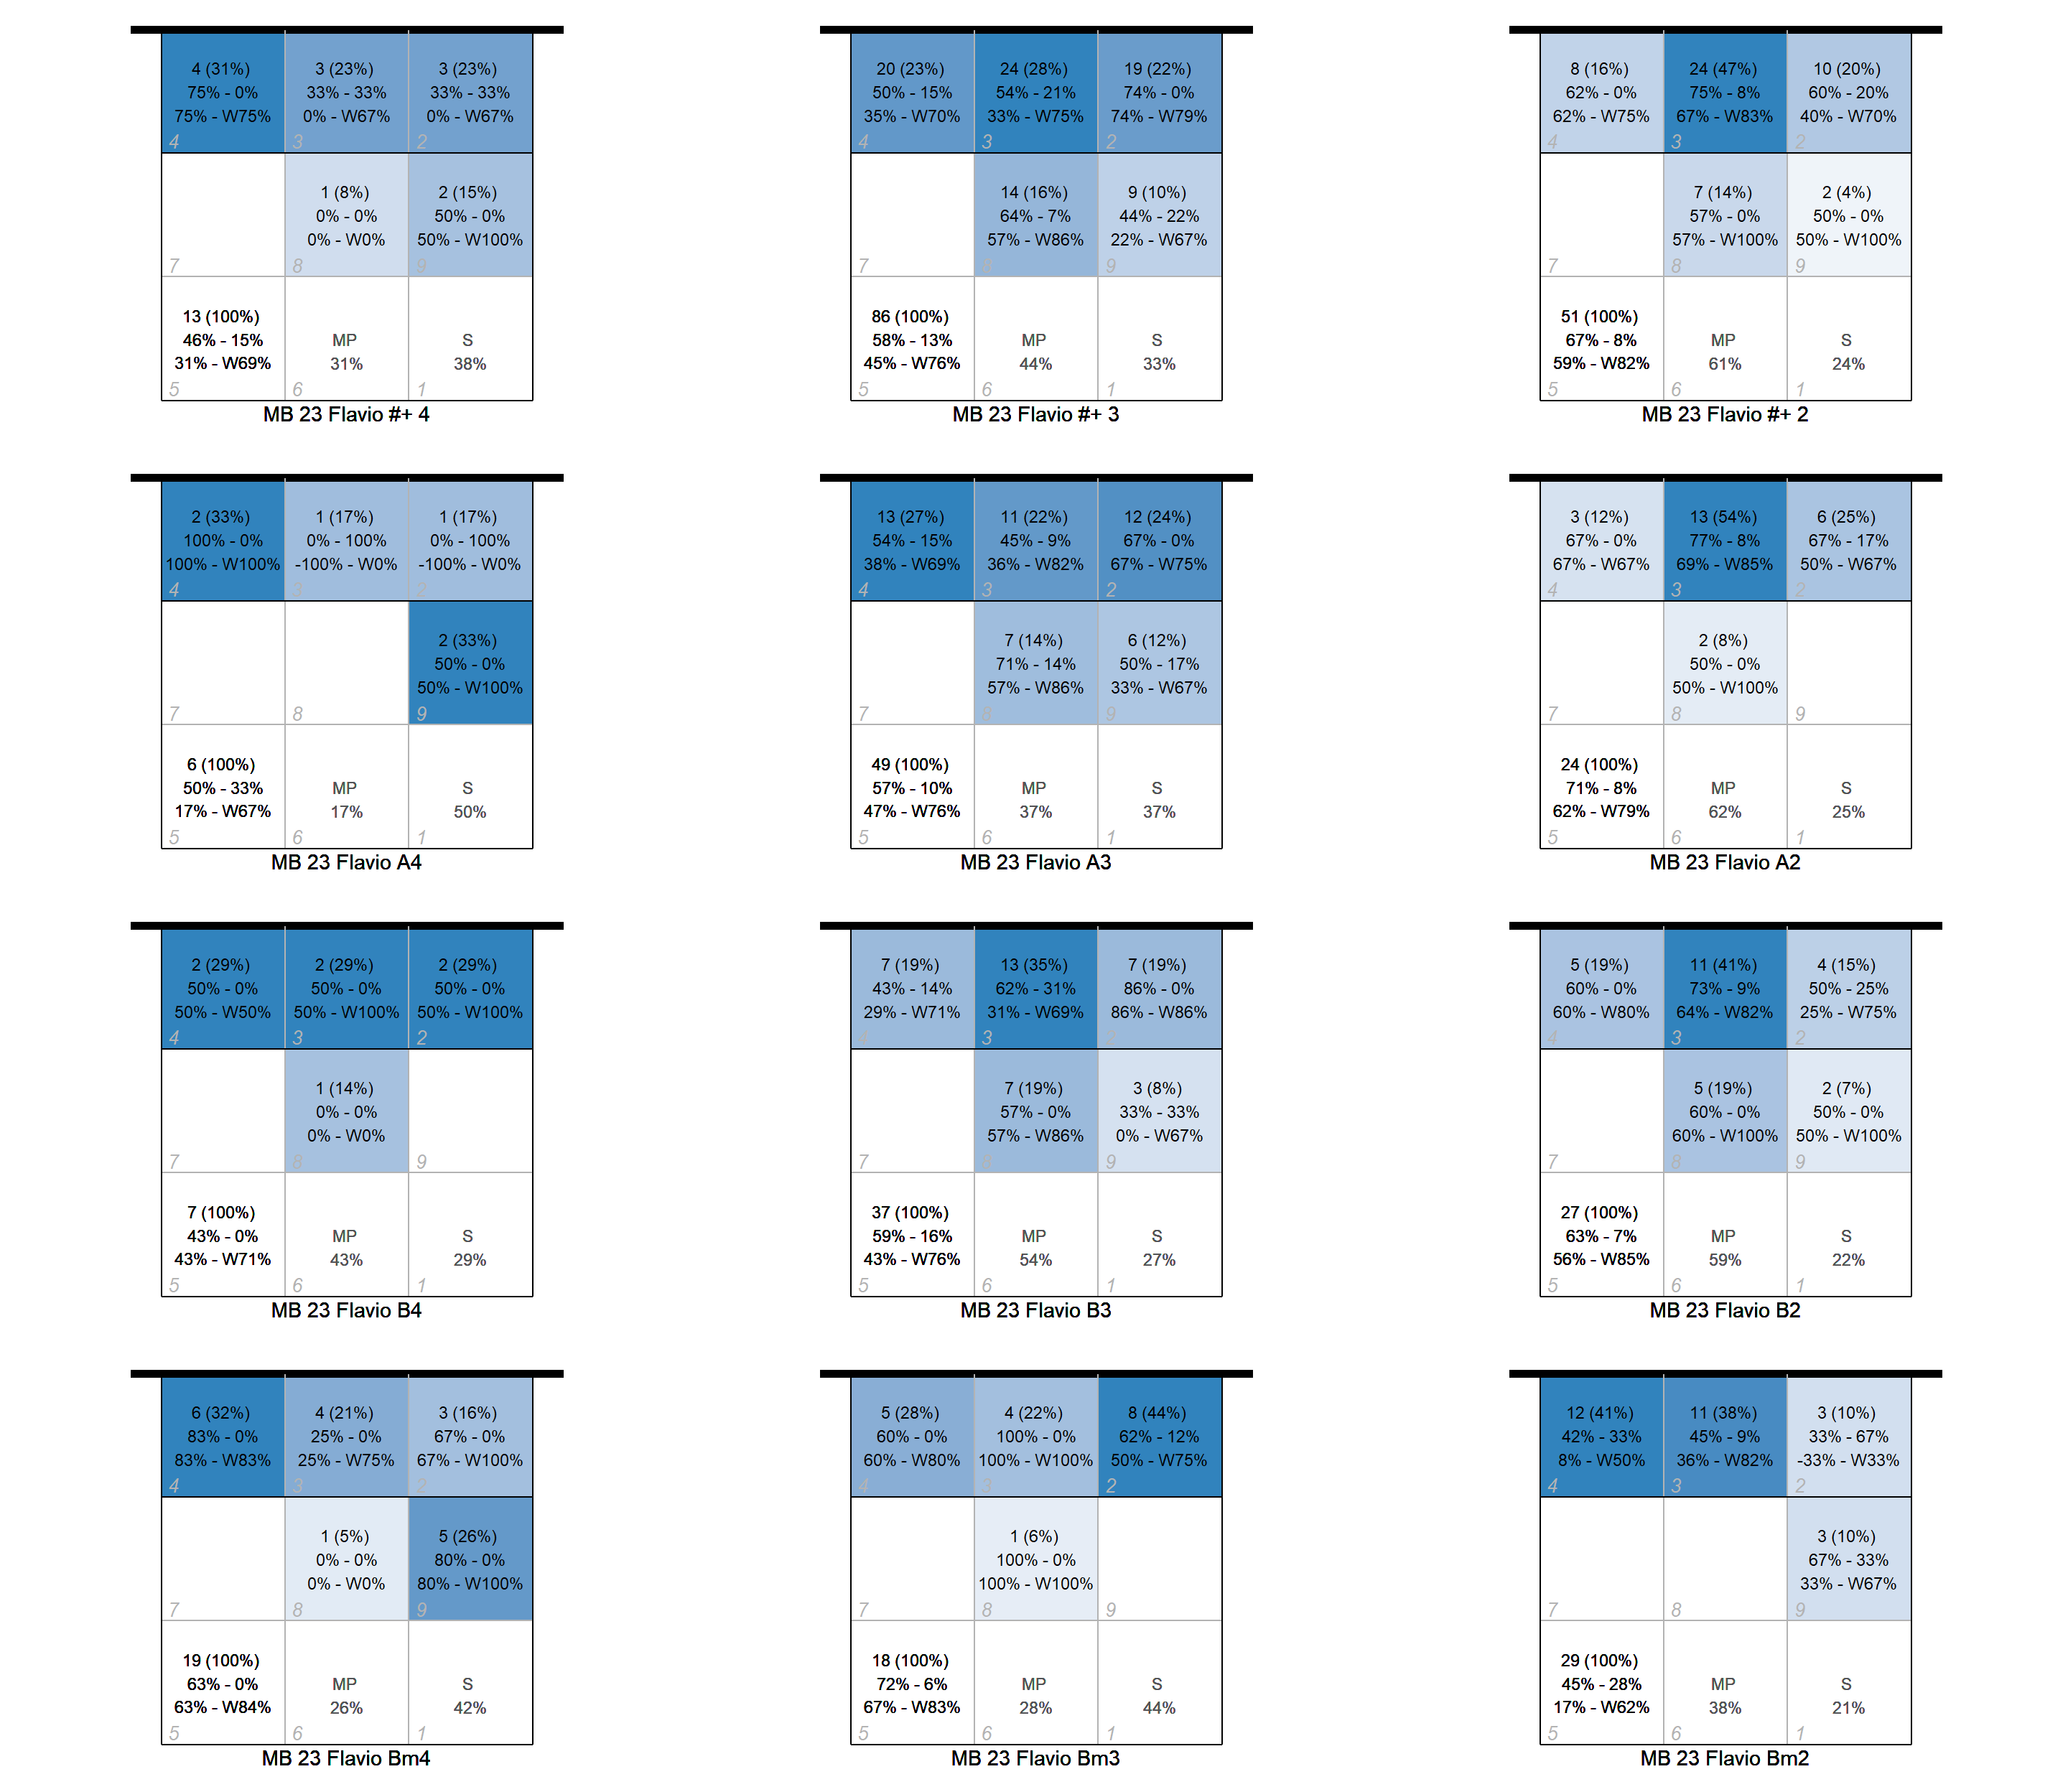 4 (31%) 3 (23%) 3 (23%)
75% - 0% 33% - 33% 33% - 33%
75% - W75% 0% - W67% 0% - W67%
4 3 2
1 (8%) 2 (15%)
0% - 0% 50% - 0%
0% - W0% 50% - W100%
7 8 9
13 (100%)
46% - 15% MP S
31% - W69% 31% 38%
5 6 1
MB 23 Flavio #+ 4
20 (23%) 24 (28%) 19 (22%)
50% - 15% 54% - 21% 74% - 0%
35% - W70% 33% - W75% 74% - W79%
4 3 2
14 (16%) 9 (10%)
64% - 7% 44% - 22%
57% - W86% 22% - W67%
7 8 9
86 (100%)
58% - 13% MP S
45% - W76% 44% 33%
5 6 1
MB 23 Flavio #+ 3
8 (16%) 24 (47%) 10 (20%)
62% - 0% 75% - 8% 60% - 20%
62% - W75% 67% - W83% 40% - W70%
4 3 2
7 (14%) 2 (4%)
57% - 0% 50% - 0%
57% - W100% 50% - W100%
7 8 9
51 (100%)
67% - 8% MP S
59% - W82% 61% 24%
5 6 1
MB 23 Flavio #+ 2
2 (33%) 1 (17%) 1 (17%)
100% - 0% 0% - 100% 0% - 100%
100% - W100% -100% - W0% -100% - W0%
4 3 2
2 (33%)
50% - 0%
50% - W100%
7 8 9
6 (100%)
50% - 33% MP S
17% - W67% 17% 50%
5 6 1
MB 23 Flavio A4
13 (27%) 11 (22%) 12 (24%)
54% - 15% 45% - 9% 67% - 0%
38% - W69% 36% - W82% 67% - W75%
4 3 2
7 (14%) 6 (12%)
71% - 14% 50% - 17%
57% - W86% 33% - W67%
7 8 9
49 (100%)
57% - 10% MP S
47% - W76% 37% 37%
5 6 1
MB 23 Flavio A3
3 (12%) 13 (54%) 6 (25%)
67% - 0% 77% - 8% 67% - 17%
67% - W67% 69% - W85% 50% - W67%
4 3 2
2 (8%)
50% - 0%
50% - W100%
7 8 9
24 (100%)
71% - 8% MP S
62% - W79% 62% 25%
5 6 1
MB 23 Flavio A2
2 (29%) 2 (29%) 2 (29%)
50% - 0% 50% - 0% 50% - 0%
50% - W50% 50% - W100% 50% - W100%
4 3 2
1 (14%)
0% - 0%
0% - W0%
7 8 9
7 (100%)
43% - 0% MP S
43% - W71% 43% 29%
5 6 1
MB 23 Flavio B4
7 (19%) 13 (35%) 7 (19%)
43% - 14% 62% - 31% 86% - 0%
29% - W71% 31% - W69% 86% - W86%
4 3 2
7 (19%) 3 (8%)
57% - 0% 33% - 33%
57% - W86% 0% - W67%
7 8 9
37 (100%)
59% - 16% MP S
43% - W76% 54% 27%
5 6 1
MB 23 Flavio B3
5 (19%) 11 (41%) 4 (15%)
60% - 0% 73% - 9% 50% - 25%
60% - W80% 64% - W82% 25% - W75%
4 3 2
5 (19%) 2 (7%)
60% - 0% 50% - 0%
60% - W100% 50% - W100%
7 8 9
27 (100%)
63% - 7% MP S
56% - W85% 59% 22%
5 6 1
MB 23 Flavio B2
6 (32%) 4 (21%) 3 (16%)
83% - 0% 25% - 0% 67% - 0%
83% - W83% 25% - W75% 67% - W100%
4 3 2
1 (5%) 5 (26%)
0% - 0% 80% - 0%
0% - W0% 80% - W100%
7 8 9
19 (100%)
63% - 0% MP S
63% - W84% 26% 42%
5 6 1
MB 23 Flavio Bm4
5 (28%) 4 (22%) 8 (44%)
60% - 0% 100% - 0% 62% - 12%
60% - W80% 100% - W100% 50% - W75%
4 3 2
1 (6%)
100% - 0%
100% - W100%
7 8 9
18 (100%)
72% - 6% MP S
67% - W83% 28% 44%
5 6 1
MB 23 Flavio Bm3
12 (41%) 11 (38%) 3 (10%)
42% - 33% 45% - 9% 33% - 67%
8% - W50% 36% - W82% -33% - W33%
4 3 2
3 (10%)
67% - 33%
33% - W67%
7 8 9
29 (100%)
45% - 28% MP S
17% - W62% 38% 21%
5 6 1
MB 23 Flavio Bm2